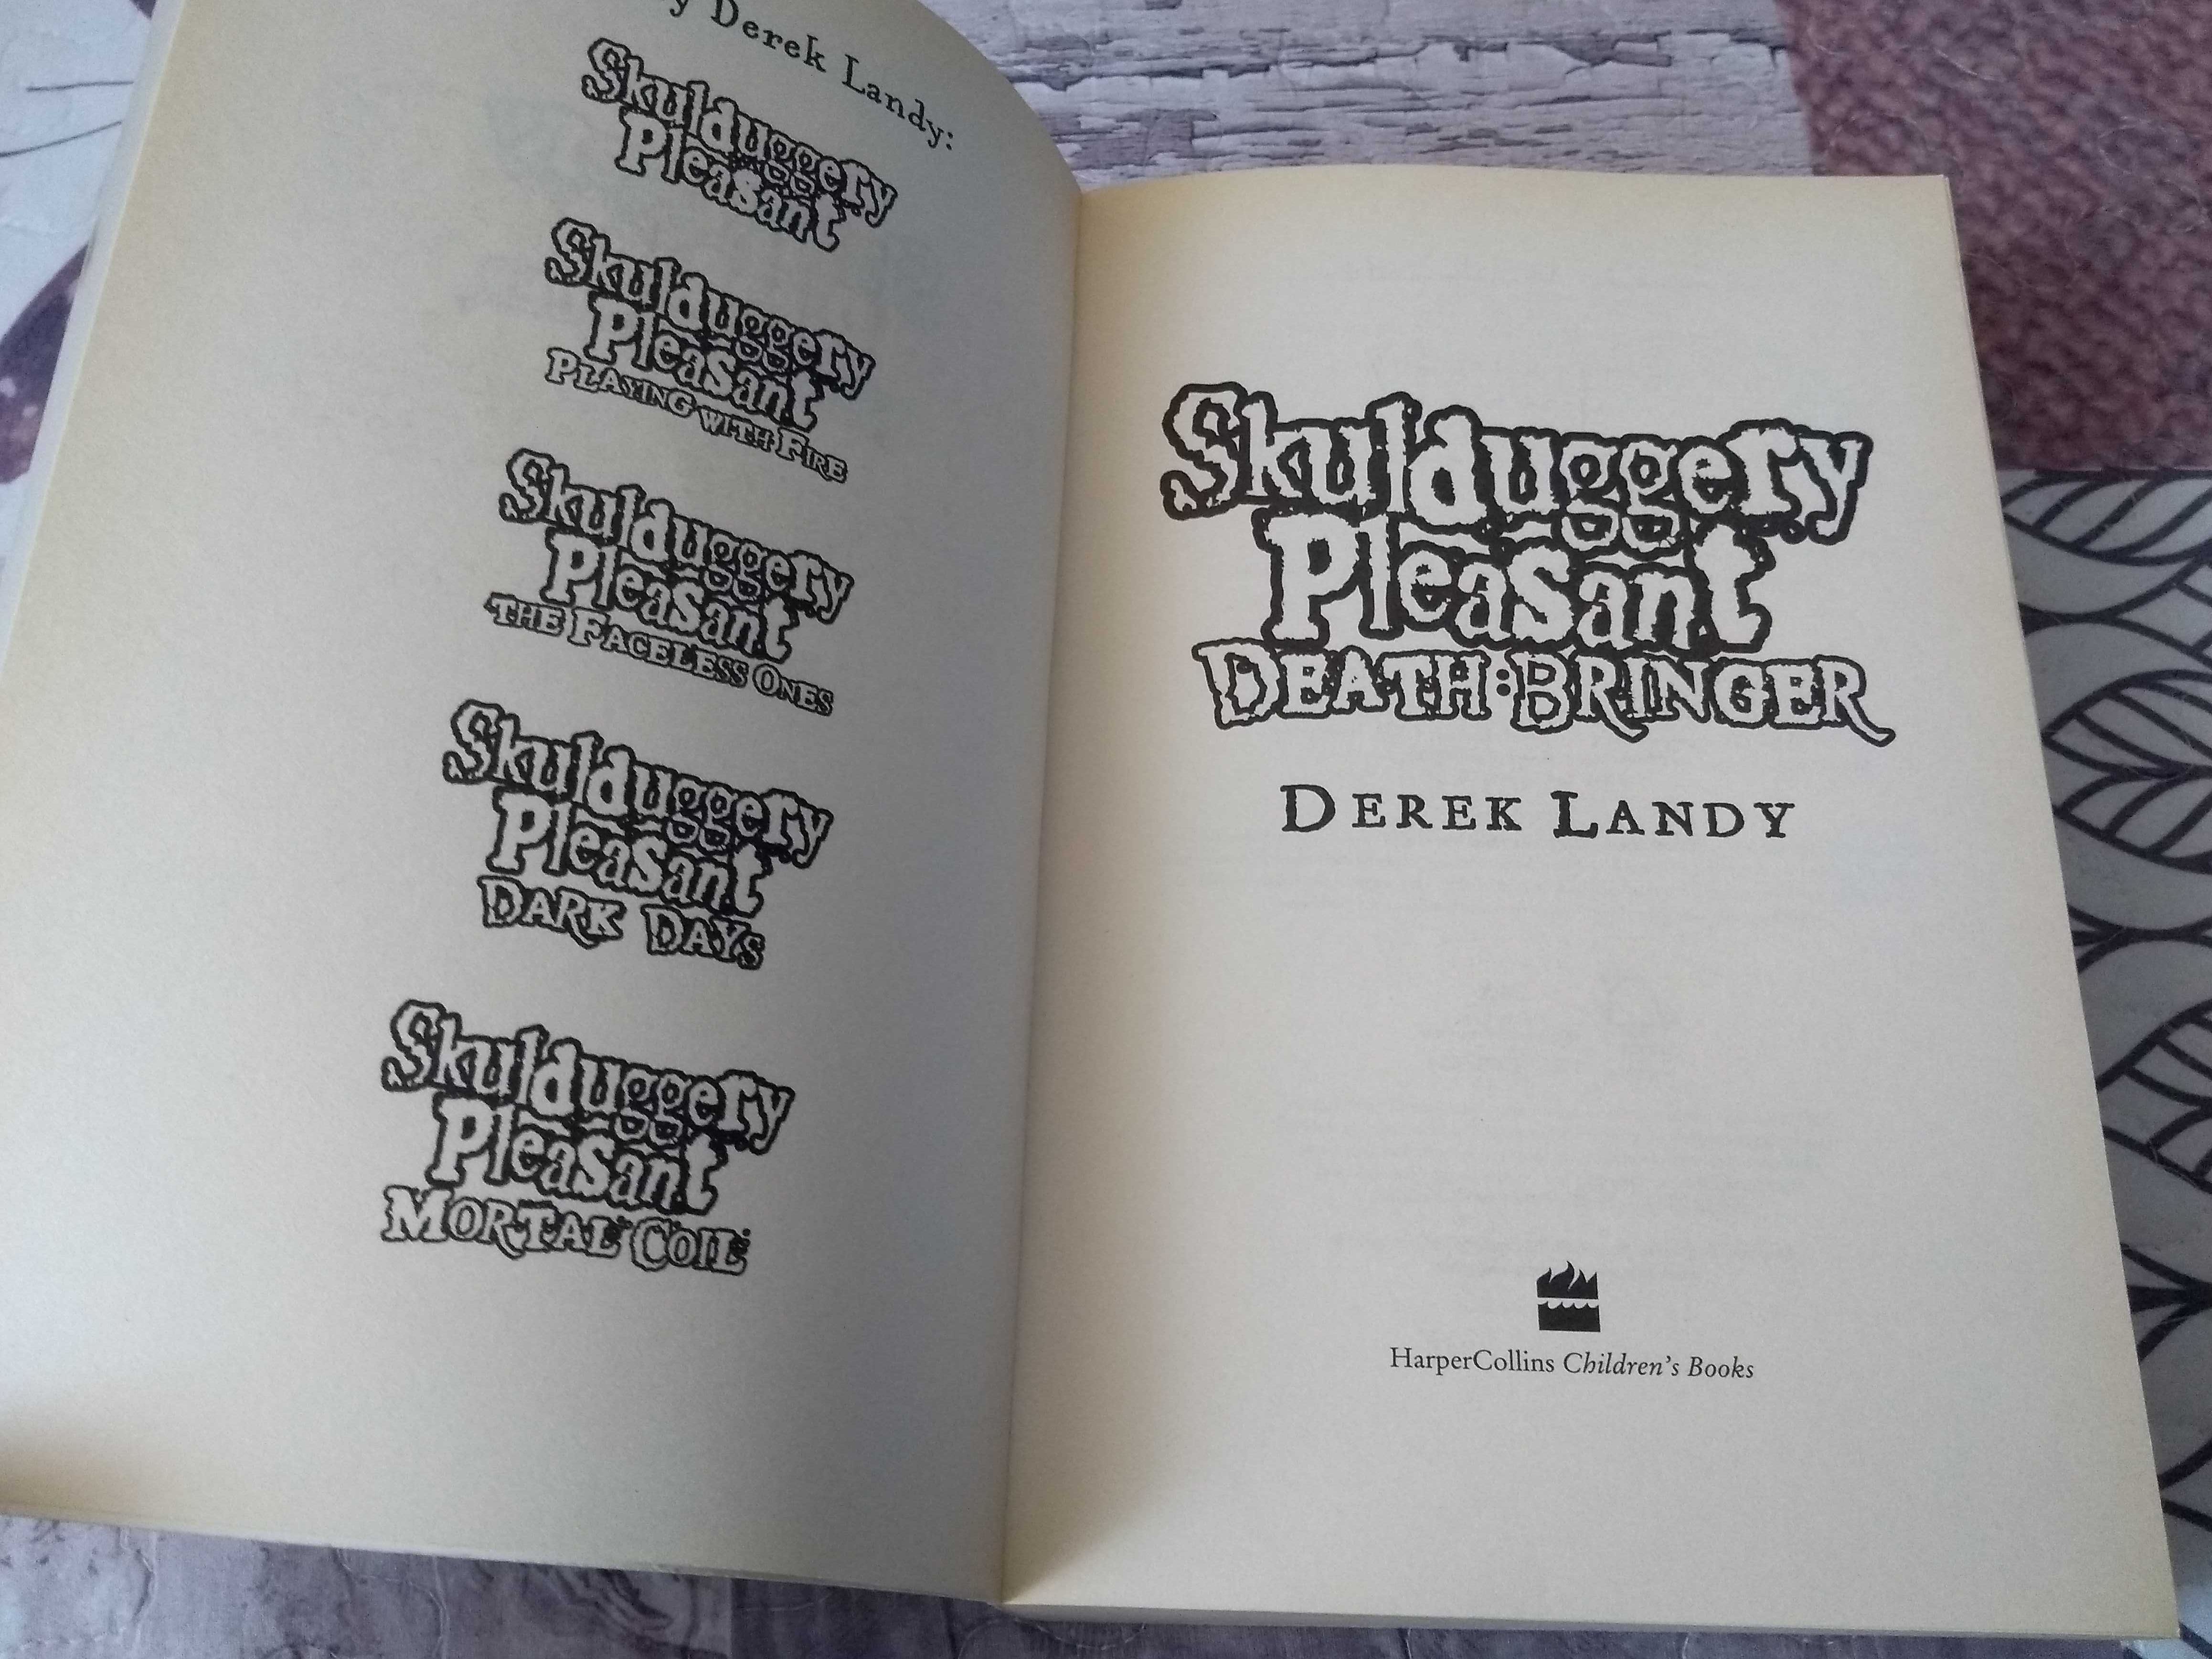 y Derek Landy:
Skulduggery
Pleasant
Skulduggery
Pleasant
PLAYING WITH FIRE
Skulduggery
Pleasant
THE FACELESS ONES
Skulduggery
Pleasant
DARK DAYS
Skulduggery
Pleasant
MORTAL COIL
Skulduggery
Pleasant
DEATH BRINGER
DEREK LANDY
HarperCollins Children's Books